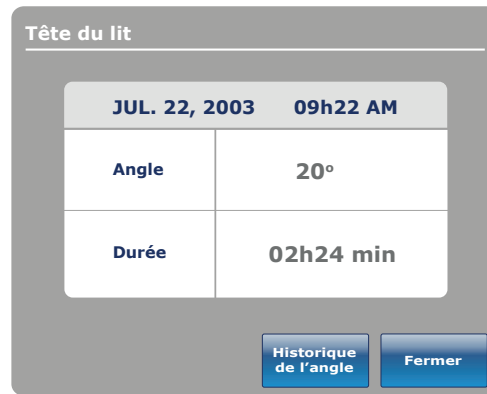 Tête du lit
JUL. 22, 2003 09h22 AM
Angle 20°
Durée 02h24 min
Historique
de l’angle
Fermer